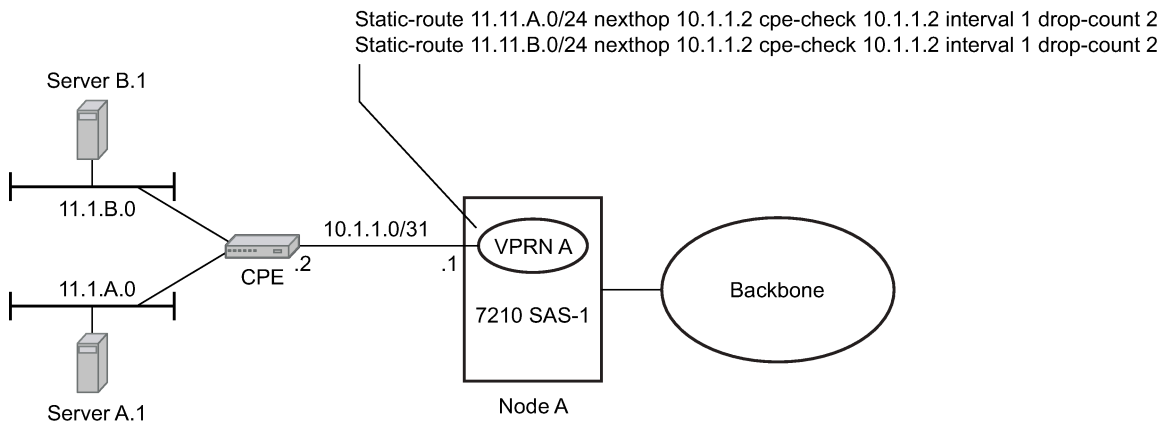 Static-route 11.11.A.0/24 nexthop 10.1.1.2 cpe-check 10.1.1.2 interval 1 drop-count 2
Static-route 11.11.B.0/24 nexthop 10.1.1.2 cpe-check 10.1.1.2 interval 1 drop-count 2
Server B.1
11.1.B.0
10.1.1.0/31
CPE
.2
.1
VPRN A
11.1.A.0
Backbone
7210 SAS-1
Server A.1
Node A